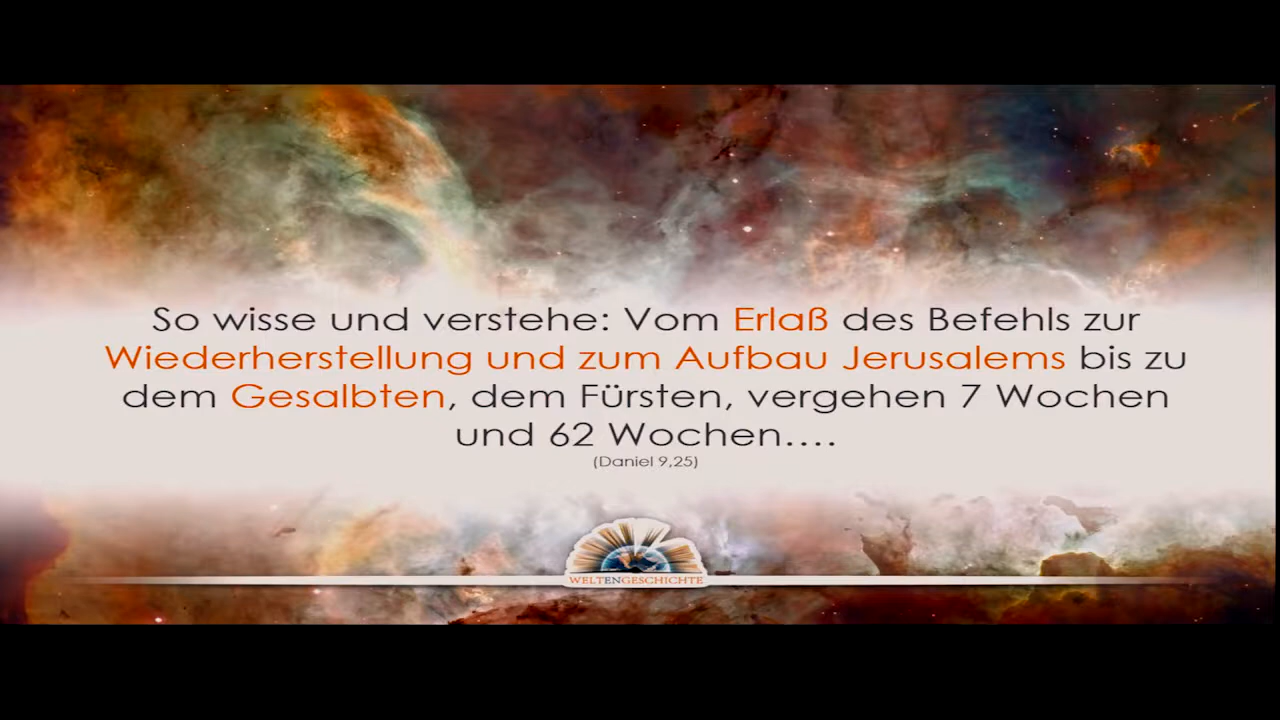 So wisse und verstehe: Vom Erlaß des Befehls zur
Wiederherstellung und zum Aufbau Jerusalems bis zu
dem Gesalbten, dem Fürsten, vergehen 7 Wochen
und 62 Wochen....
(Daniel 9,25)
WELTENGESCHICHTE